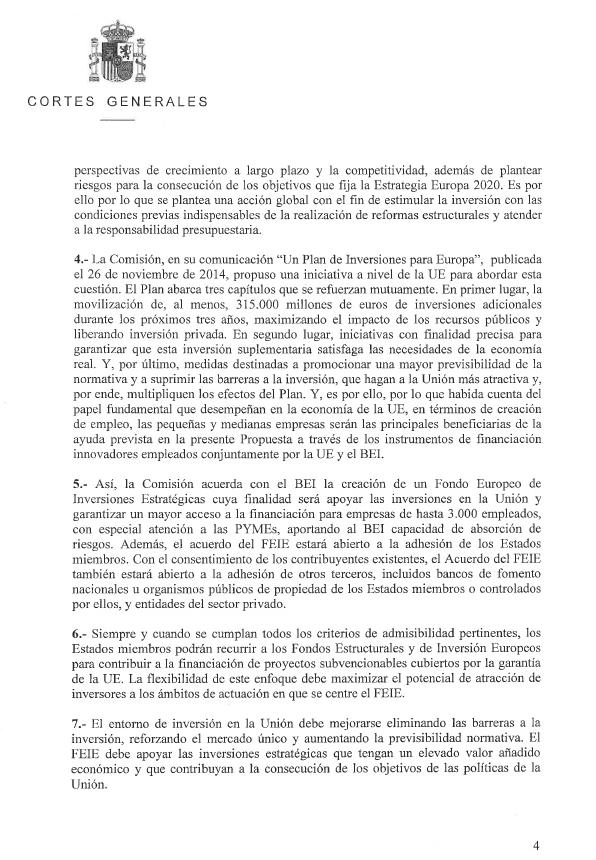 CORTES GENERALES
perspectivas de crecimiento a largo plazo y la competitividad, además de plantear
riesgos para la consecución de los objetivos que fija la Estrategia Europa 2020. Es por
ello por lo que se plantea una acción global con el fin de estimular la inversión con las
condiciones previas indispensables de la realización de reformas estructurales y atender
a la responsabilidad presupuestaria.
4.- La Comisión, en su comunicación “Un Plan de Inversiones para Europa”, publicada
el 26 de noviembre de 2014, propuso una iniciativa a nivel de la UE para abordar esta
cuestión. El Plan abarca tres capítulos que se refuerzan mutuamente. En primer lugar, la
movilización de, al menos, 315.000 millones de euros de inversiones adicionales
durante los próximos tres años, maximizando el impacto de los recursos públicos y
liberando inversión privada. En segundo lugar, iniciativas con finalidad precisa para
garantizar que esta inversión suplementaria satisfaga las necesidades de la economía
real. Y, por último, medidas destinadas a promocionar una mayor previsibilidad de la
normativa y a suprimir las barreras a la inversión, que hagan a la Unión más atractiva y,
por ende, multipliquen los efectos del Plan. Y, es por ello, por lo que habida cuenta del
papel fundamental que desempeñan en la economía de la UE, en términos de creación
de empleo, las pequeñas y medianas empresas serán las principales beneficiarias de la
ayuda prevista en la presente Propuesta a través de los instrumentos de financiación
innovadores empleados conjuntamente por la UE y el BEI.
5.- Así, la Comisión acuerda con el BEI la creación de un Fondo Europeo de
Inversiones Estratégicas cuya finalidad será apoyar las inversiones en la Unión y
garantizar un mayor acceso a la financiación para empresas de hasta 3.000 empleados,
con especial atención a las PYMEs, aportando al BEI capacidad de absorción de
riesgos. Además, el acuerdo del FEIE estará abierto a la adhesión de los Estados
miembros. Con el consentimiento de los contribuyentes existentes, el Acuerdo del FEIE
también estará abierto a la adhesión de otros terceros, incluidos bancos de fomento
nacionales u organismos públicos de propiedad de los Estados miembros o controlados
por ellos, y entidades del sector privado.
6.- Siempre y cuando se cumplan todos los criterios de admisibilidad pertinentes, los
Estados miembros podrán recurrir a los Fondos Estructurales y de Inversión Europeos
para contribuir a la financiación de proyectos subvencionables cubiertos por la garantía
de la UE. La flexibilidad de este enfoque debe maximizar el potencial de atracción de
inversores a los ámbitos de actuación en que se centre el FEIE.
7.- El entorno de inversión en la Unión debe mejorarse eliminando las barreras a la
inversión, reforzando el mercado único y aumentando la previsibilidad normativa. El
FEIE debe apoyar las inversiones estratégicas que tengan un elevado valor añadido
económico y que contribuyan a la consecución de los objetivos de las políticas de la
Unión.
4